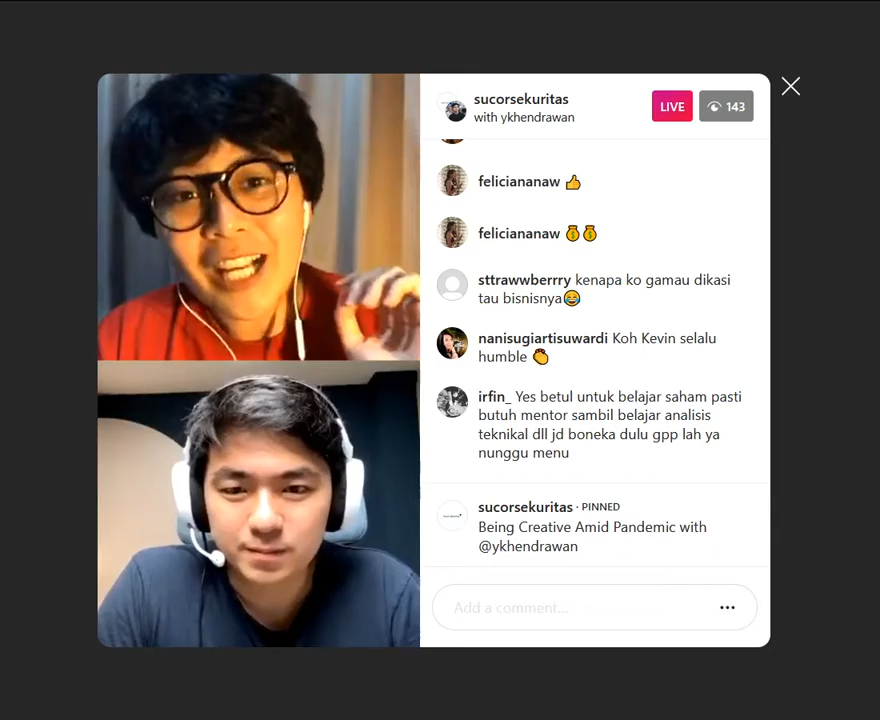 sucorsekuritas
with ykhendrawan
LIVE
143
feliciananaw 👍
feliciananaw 💰💰
sttrawwberrry kenapa ko gamau dikasi
tau bisnisnya😂
nanisugiartisuwardi Koh Kevin selalu
humble 👏
irfin_ Yes betul untuk belajar saham pasti
butuh mentor sambil belajar analisis
teknikal dll jd boneka dulu gpp lah ya
nunggu menu
sucorsekuritas · PINNED
Being Creative Amid Pandemic with
@ykhendrawan
Add a comment...